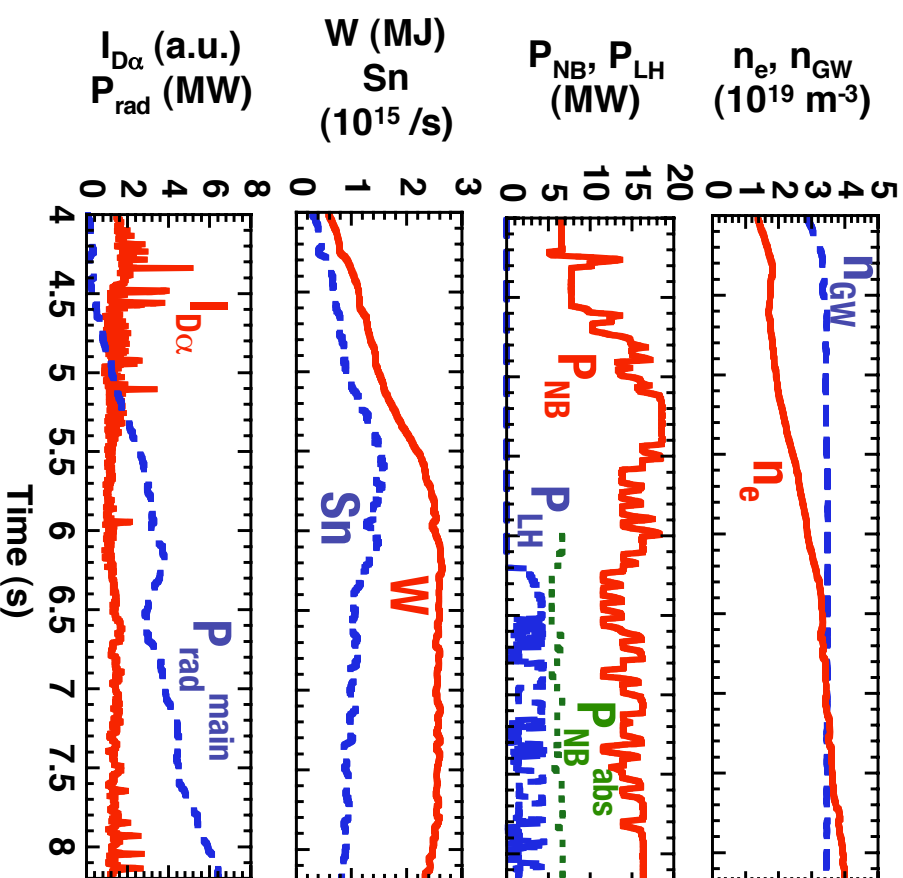 I_Dα (a.u.)
P_rad (MW)
W (MJ)
Sn
(10^15 /s)
P_NB, P_LH
(MW)
n_e, n_GW
(10^19 m^-3)
0 2 4 6 8
0 1 2 3
0 5 10 15 20
0 1 2 3 4 5
I_Dα
P_rad^main
Sn
W
P_NB
P_LH
P_NB^abs
n_GW
n_e
4 4.5 5 5.5 6 6.5 7 7.5 8
Time (s)